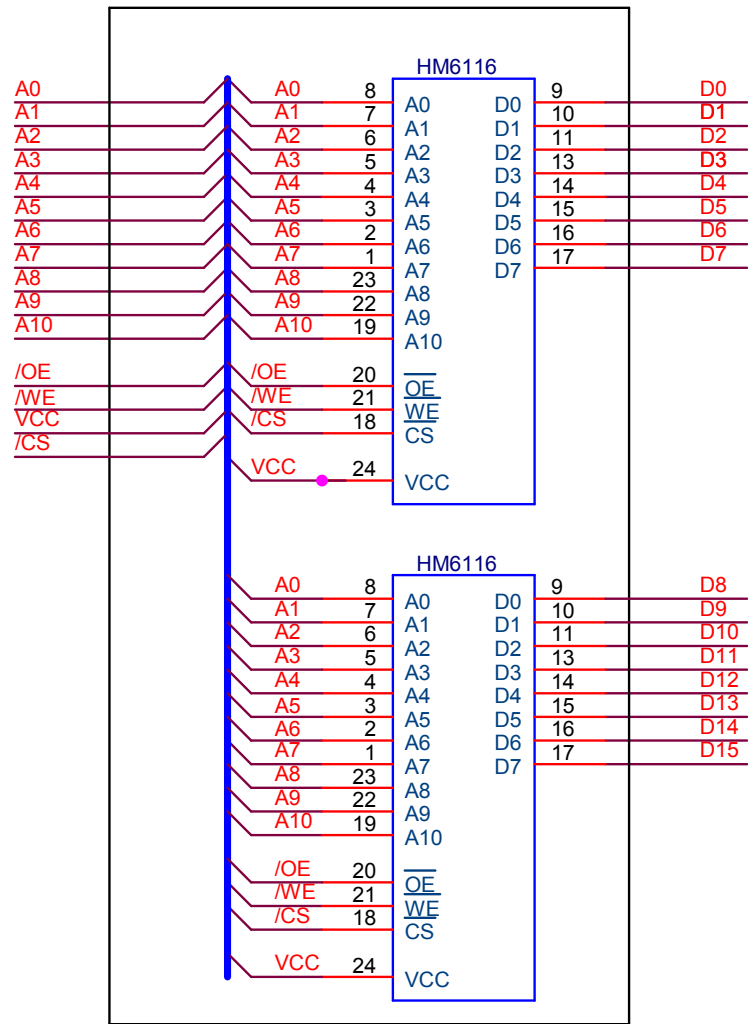 HM6116
A0 A0 8 A0 D0 9 D0
A1 A1 7 A1 D1 10 D1
A2 A2 6 A2 D2 11 D2
A3 A3 5 A3 D3 13 D3
A4 A4 4 A4 D4 14 D4
A5 A5 3 A5 D5 15 D5
A6 A6 2 A6 D6 16 D6
A7 A7 1 A7 D7 17 D7
A8 A8 23 A8
A9 A9 22 A9
A10 A10 19 A10
/OE /OE 20 OE
/WE /WE 21 WE
VCC /CS 18 CS
/CS
VCC 24 VCC
HM6116
A0 8 A0 D0 9 D8
A1 7 A1 D1 10 D9
A2 6 A2 D2 11 D10
A3 5 A3 D3 13 D11
A4 4 A4 D4 14 D12
A5 3 A5 D5 15 D13
A6 2 A6 D6 16 D14
A7 1 A7 D7 17 D15
A8 23 A8
A9 22 A9
A10 19 A10
/OE 20 OE
/WE 21 WE
/CS 18 CS
VCC 24 VCC